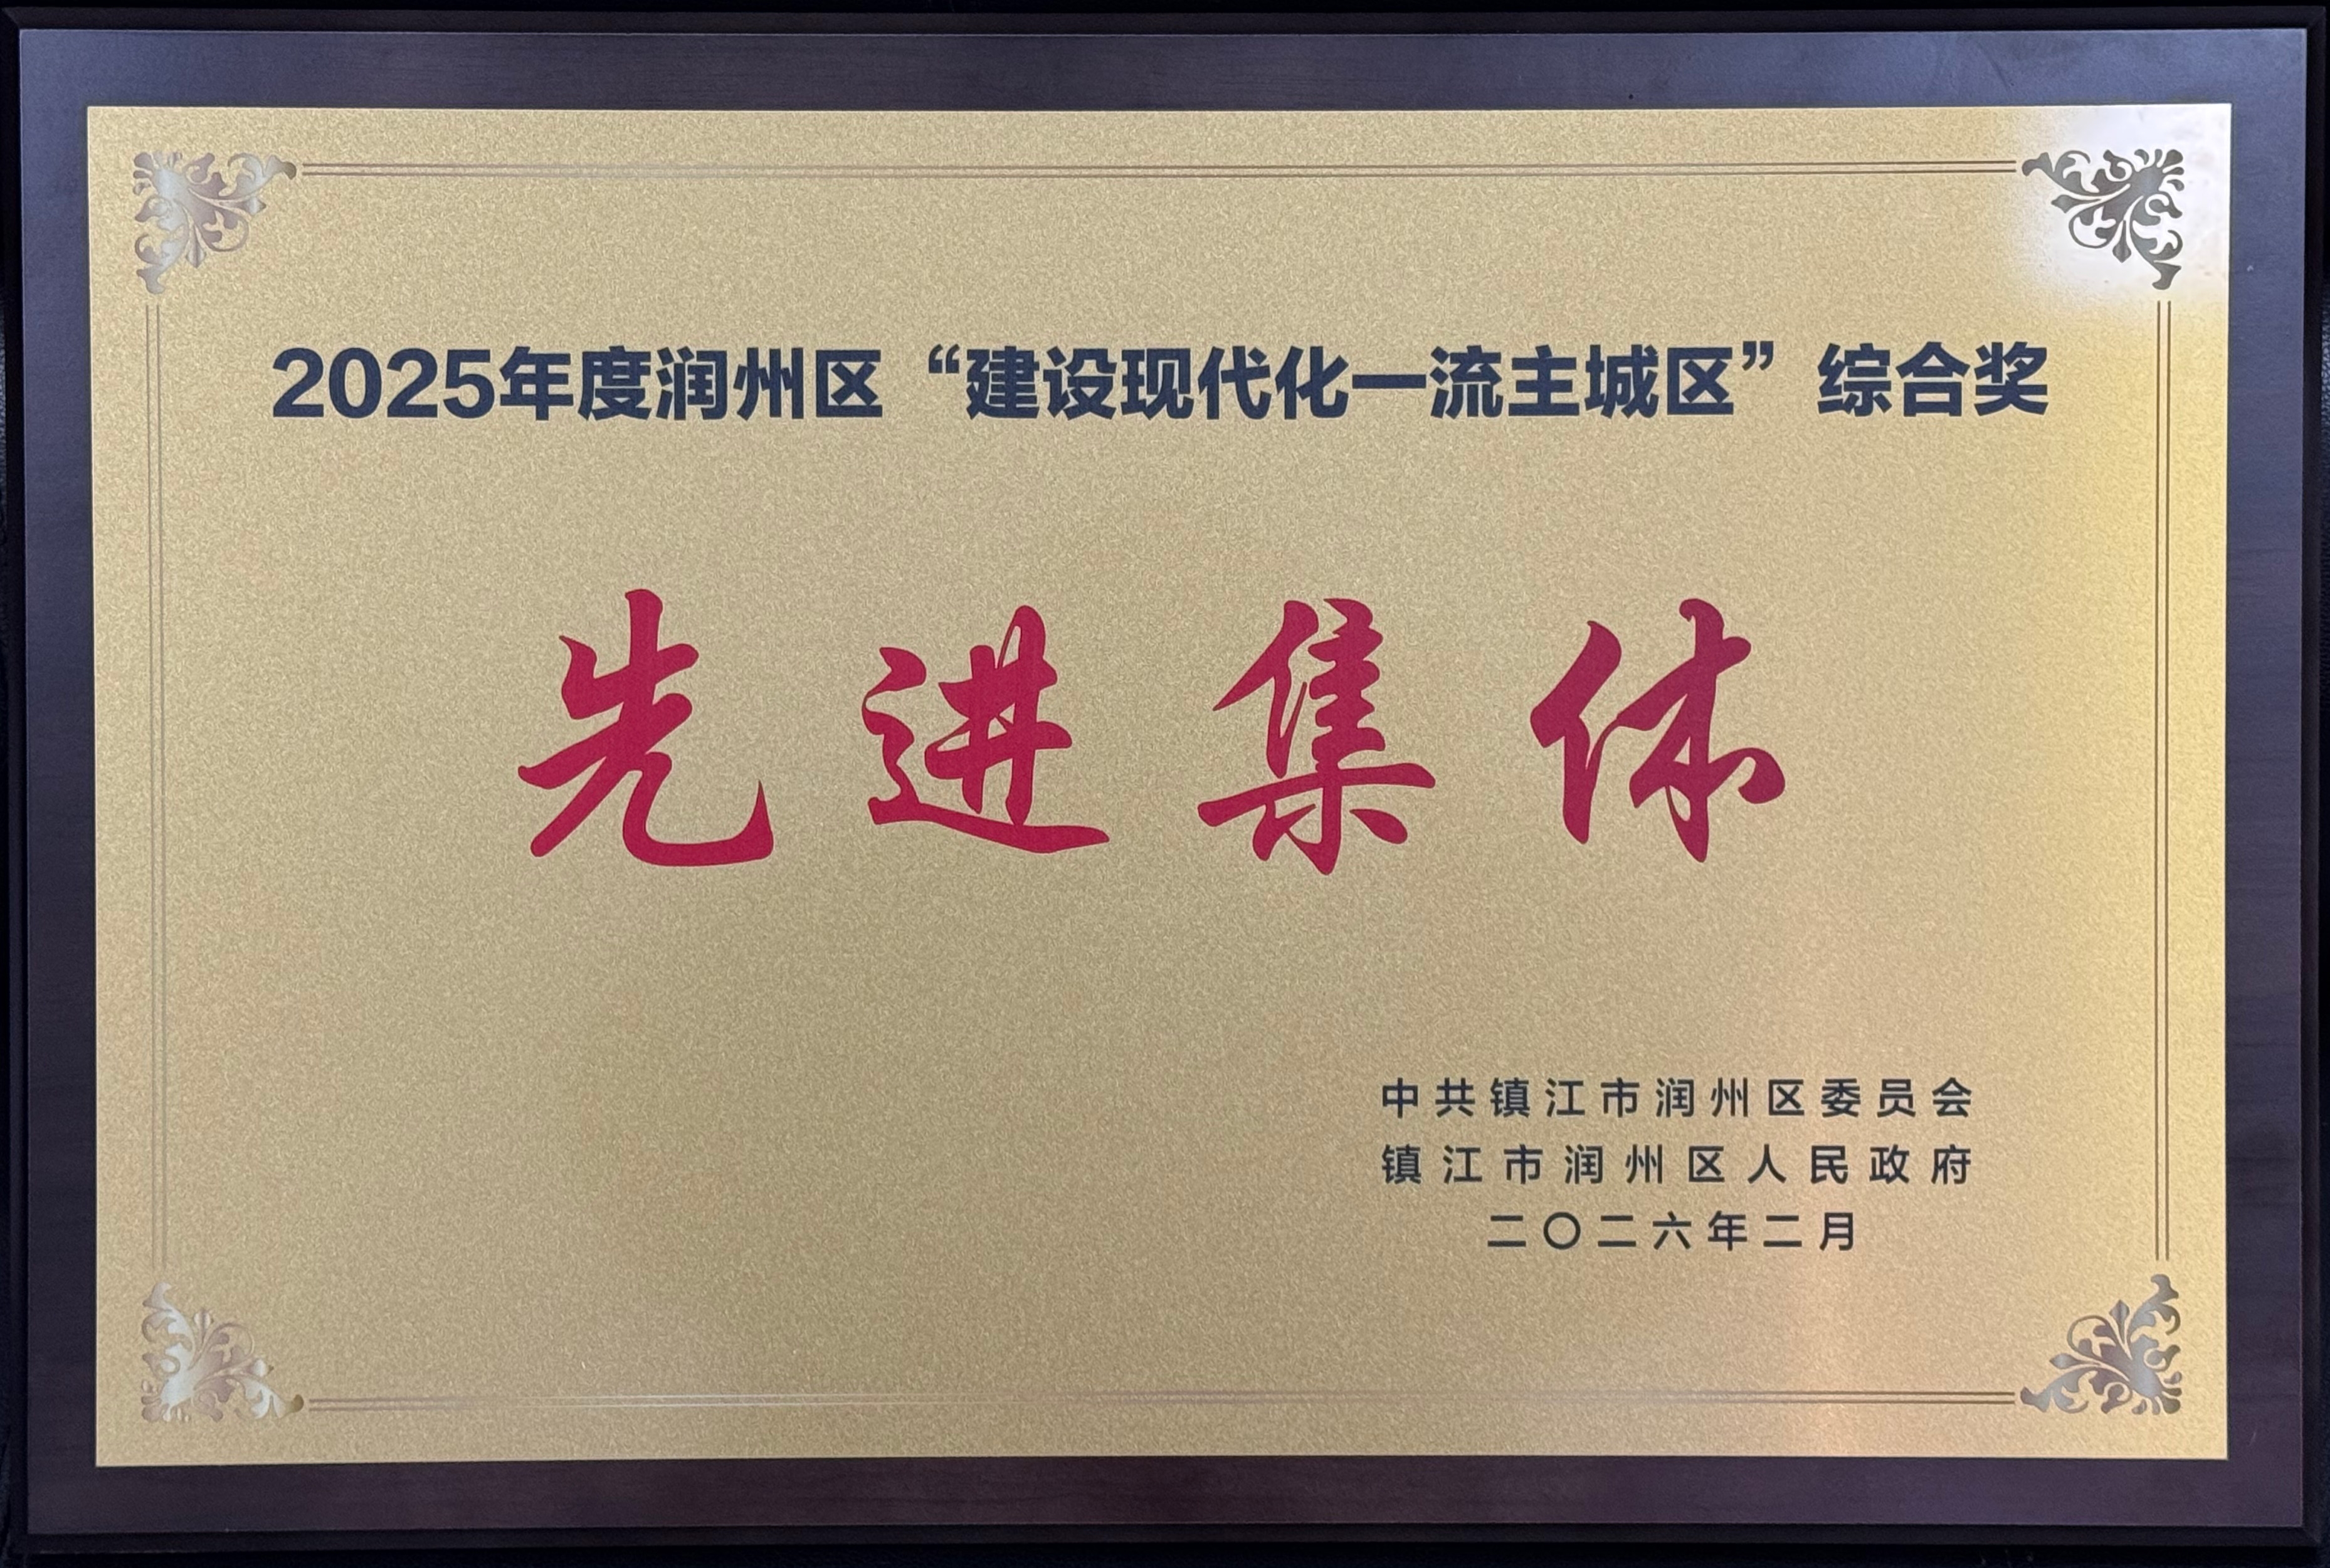 2025年度润州区“建设现代化一流主城区”综合奖
先进集体
中共镇江市润州区委员会
镇江市润州区人民政府
二〇二六年二月